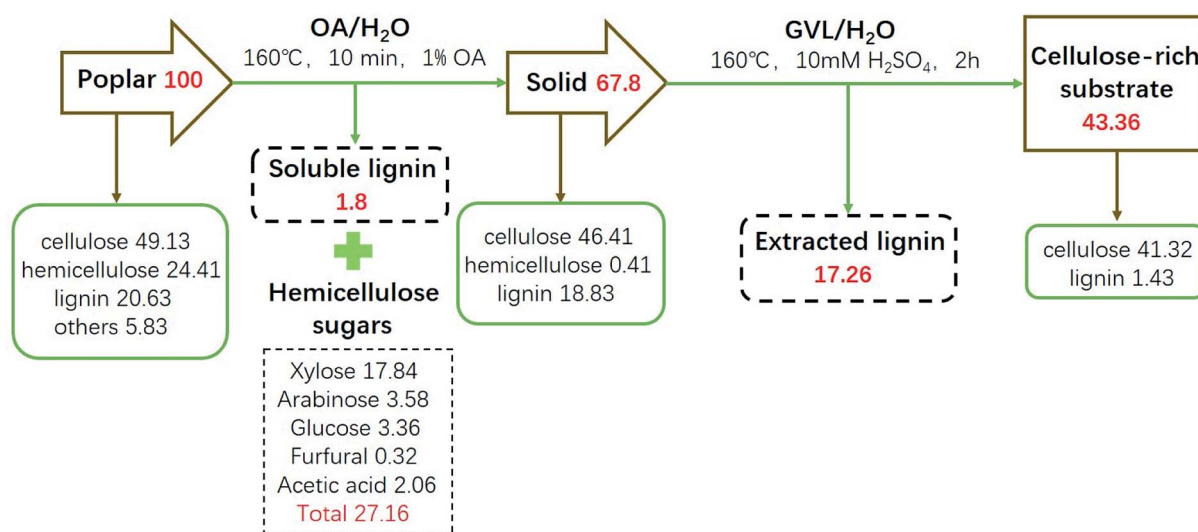 Poplar 100
OA/H₂O
160℃, 10 min, 1% OA
Solid 67.8
GVL/H₂O
160℃, 10mM H₂SO₄, 2h
Cellulose-rich
substrate
43.36
cellulose 49.13
hemicellulose 24.41
lignin 20.63
others 5.83
Soluble lignin
1.8
Hemicellulose
sugars
Xylose 17.84
Arabinose 3.58
Glucose 3.36
Furfural 0.32
Acetic acid 2.06
Total 27.16
cellulose 46.41
hemicellulose 0.41
lignin 18.83
Extracted lignin
17.26
cellulose 41.32
lignin 1.43